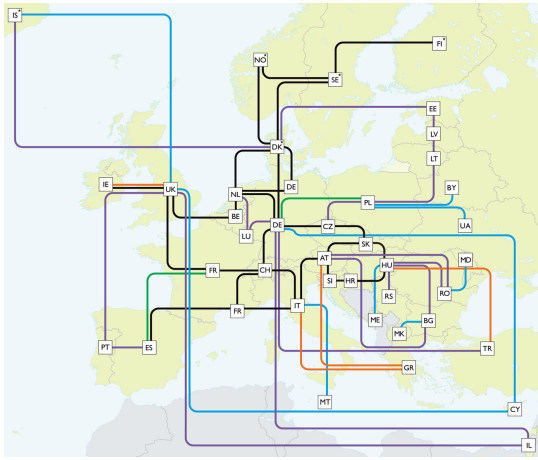 IS*
FI*
NO*
SE*
EE
LV
DK*
LT
IE
UK
NL
DE
BY
PL
BE
DE
CZ
UA
LU
SK
AT
HU
MD
FR
CH
SI
HR
RO
RS
FR
IT
ME
BG
MK
PT
ES
TR
GR
MT
CY
IL